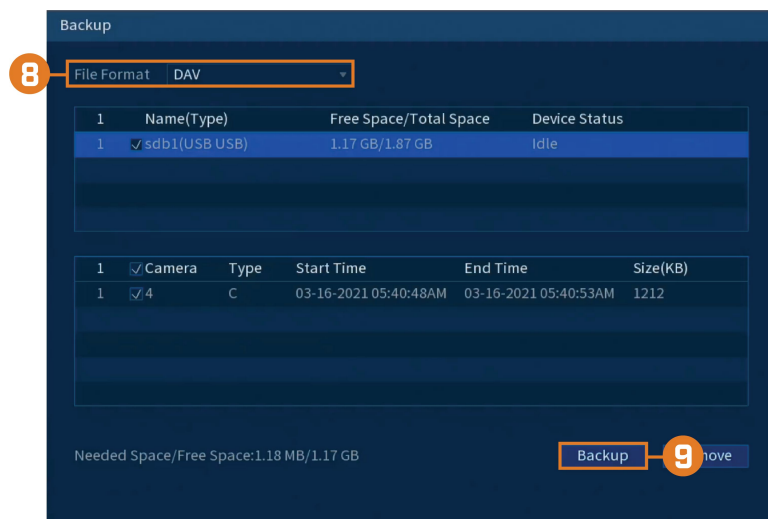 Backup
8 File Format DAV
1 Name(Type) Free Space/Total Space Device Status
1 sdb1(USB USB) 1.17 GB/1.87 GB Idle
1 Camera Type Start Time End Time Size(KB)
1 4 C 03-16-2021 05:40:48AM 03-16-2021 05:40:53AM 1212
Needed Space/Free Space:1.18 MB/1.17 GB Backup 9 nove